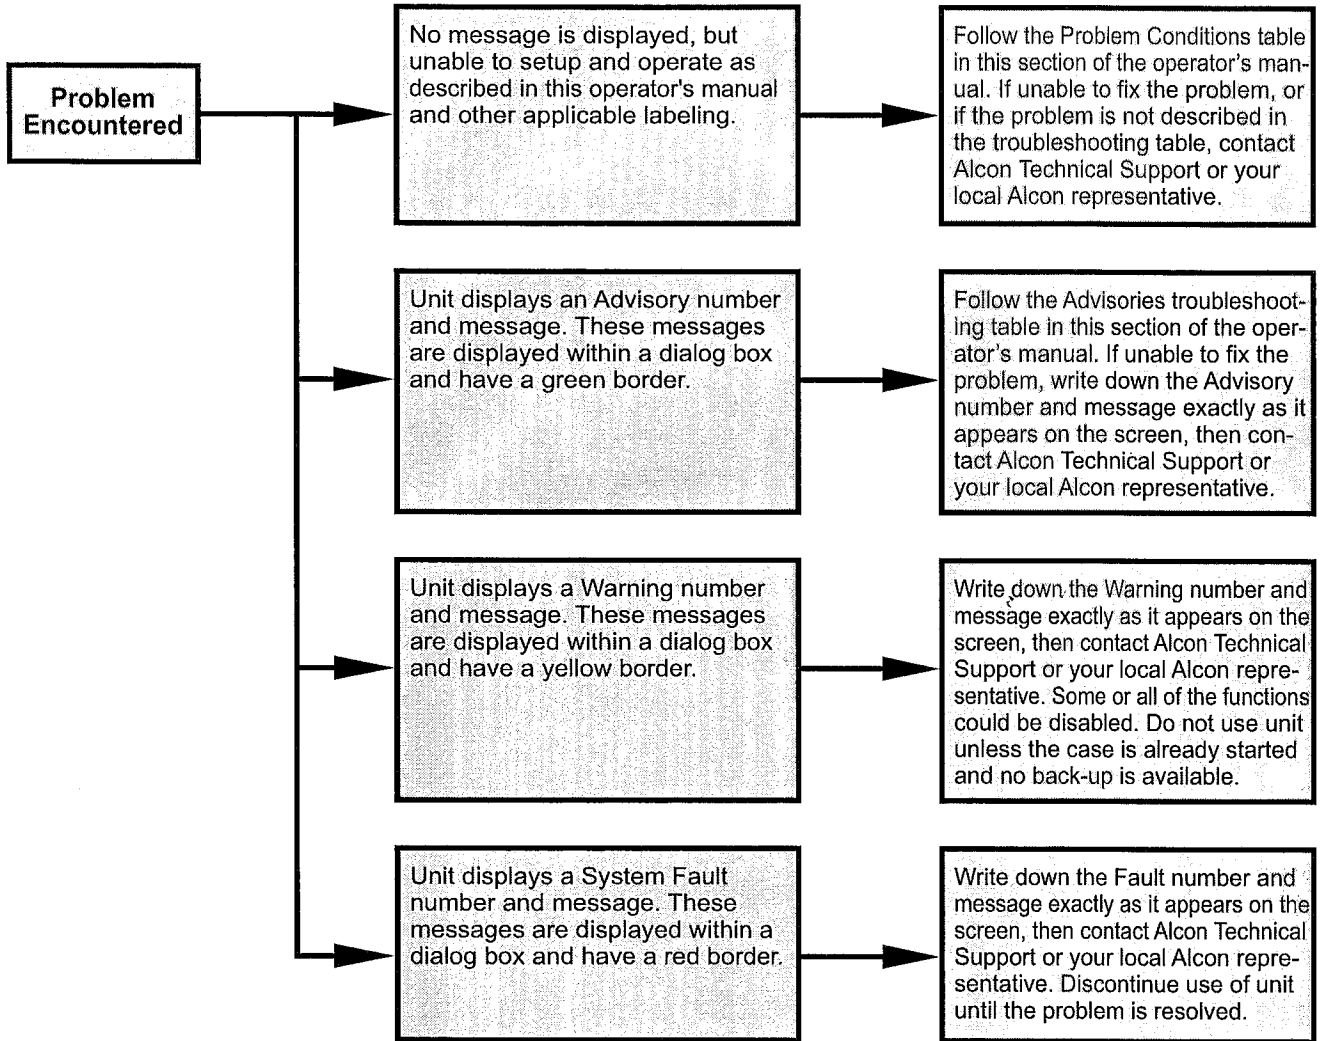 Problem
Encountered
No message is displayed, but
unable to setup and operate as
described in this operator's manual
and other applicable labeling.
Follow the Problem Conditions table
in this section of the operator's man-
ual. If unable to fix the problem, or
if the problem is not described in
the troubleshooting table, contact
Alcon Technical Support or your
local Alcon representative.
Unit displays an Advisory number
and message. These messages
are displayed within a dialog box
and have a green border.
Follow the Advisories troubleshoot-
ing table in this section of the oper-
ator's manual. If unable to fix the
problem, write down the Advisory
number and message exactly as it
appears on the screen, then con-
tact Alcon Technical Support or
your local Alcon representative.
Unit displays a Warning number
and message. These messages
are displayed within a dialog box
and have a yellow border.
Write down the Warning number and
message exactly as it appears on the
screen, then contact Alcon Technical
Support or your local Alcon repre-
sentative. Some or all of the functions
could be disabled. Do not use unit
unless the case is already started
and no back-up is available.
Unit displays a System Fault
number and message. These
messages are displayed within a
dialog box and have a red border.
Write down the Fault number and
message exactly as it appears on the
screen, then contact Alcon Technical
Support or your local Alcon repre-
sentative. Discontinue use of unit
until the problem is resolved.